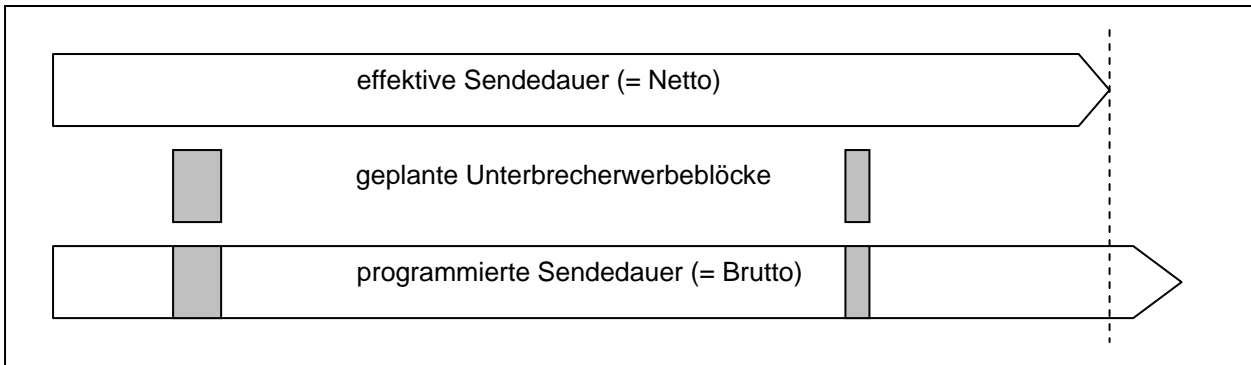 effektive Sendedauer (= Netto)
geplante Unterbrecherwerbeblöcke
programmierte Sendedauer (= Brutto)